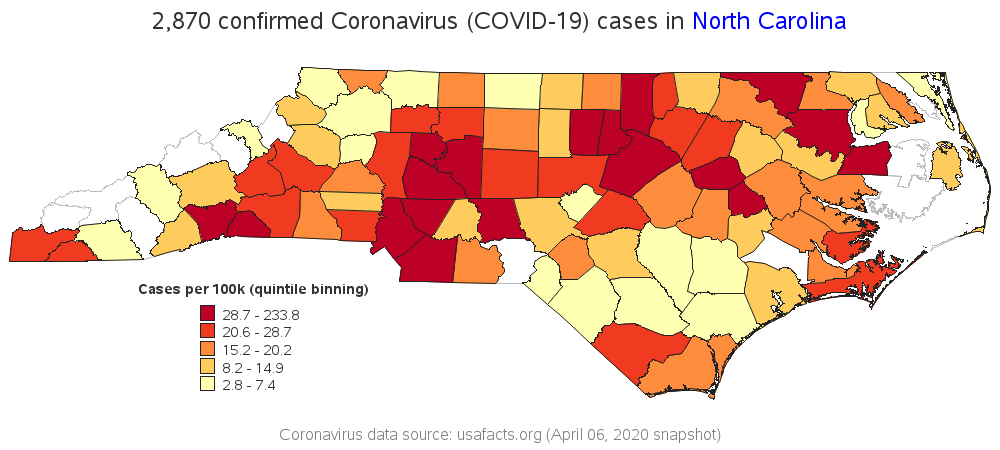 2,870 confirmed Coronavirus (COVID-19) cases in North Carolina
Cases per 100k (quintile binning)
28.7 - 233.8
20.6 - 28.7
15.2 - 20.2
8.2 - 14.9
2.8 - 7.4
Coronavirus data source: usafacts.org (April 06, 2020 snapshot)